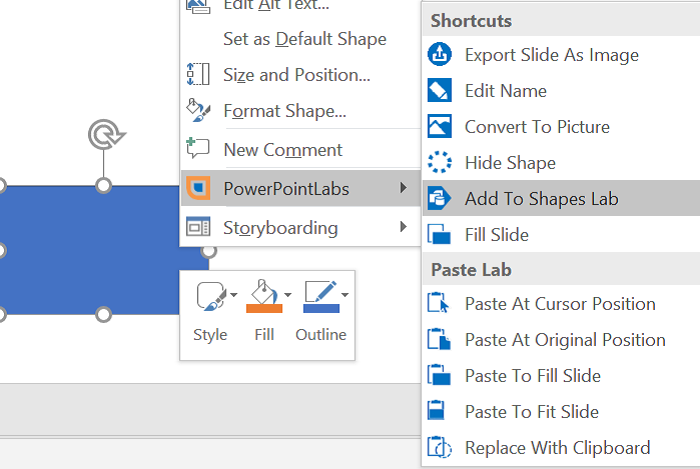 Edit Alt Text...
Set as Default Shape
Size and Position...
Format Shape...
New Comment
PowerPointLabs
Storyboarding
Style
Fill
Outline
Shortcuts
Export Slide As Image
Edit Name
Convert To Picture
Hide Shape
Add To Shapes Lab
Fill Slide
Paste Lab
Paste At Cursor Position
Paste At Original Position
Paste To Fill Slide
Paste To Fit Slide
Replace With Clipboard